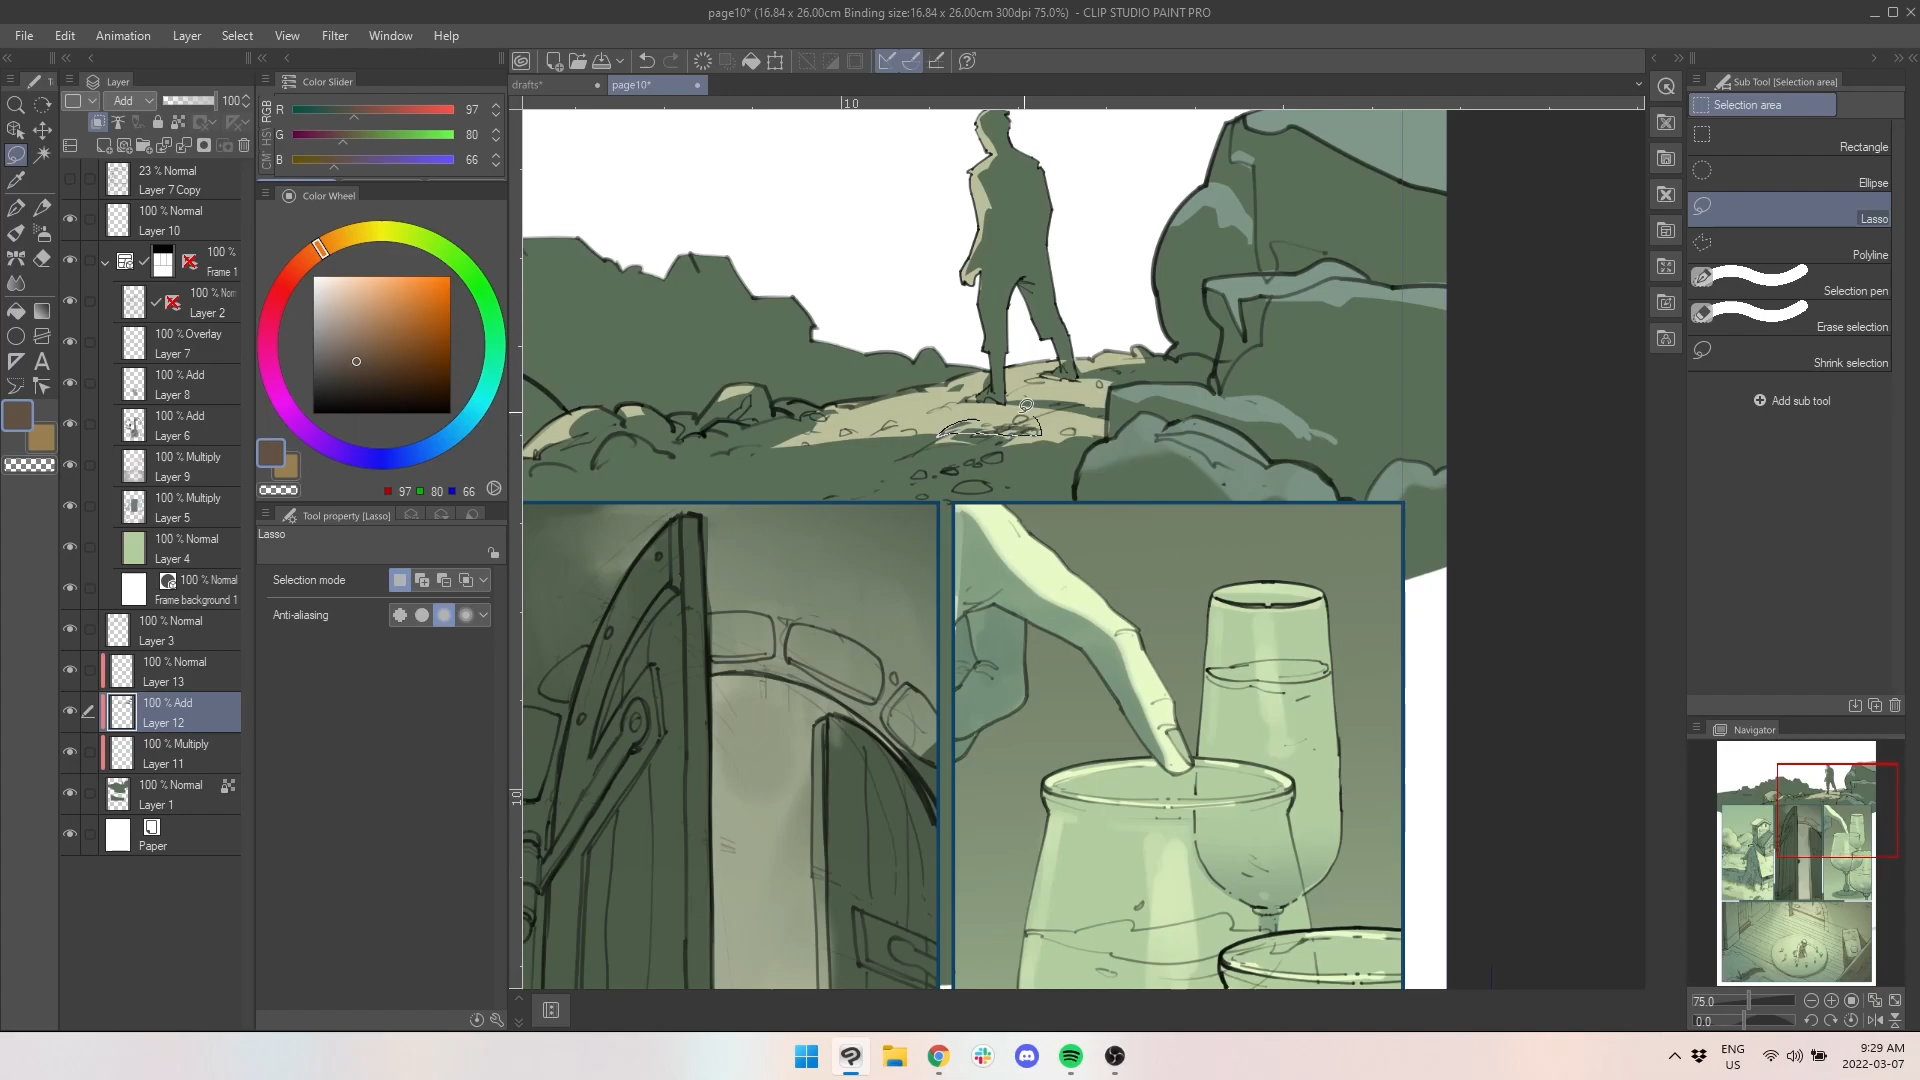 page10* (16.84 x 26.00cm Binding size:16.84 x 26.00cm 300dpi 75.0%)  - CLIP STUDIO PAINT PRO
File Edit Animation Layer Select View Filter Window Help
drafts*
page10*
10
10
Layer
Add
100
23 % Normal
Layer 7 Copy
100 % Normal
Layer 10
100 %
Frame 1
100 % Nor
Layer 2
100 % Overlay
Layer 7
100 % Add
Layer 8
100 % Add
Layer 6
100 % Multiply
Layer 9
100 % Multiply
Layer 5
100 % Normal
Layer 4
100 % Normal
Frame background 1
100 % Normal
Layer 3
100 % Normal
Layer 13
100 % Add
Layer 12
100 % Multiply
Layer 11
100 % Normal
Layer 1
Paper
Color Slider
RGB
HSV
R 97
G 80
B 66
Color Wheel
97 80 66
Tool property [Lasso]
Lasso
Selection mode
Anti-aliasing
Sub Tool [Selection area]
Selection area
Rectangle
Ellipse
Lasso
Polyline
Selection pen
Erase selection
Shrink selection
Add sub tool
Navigator
75.0
0.0
ENG
US
9:29 AM
2022-03-07